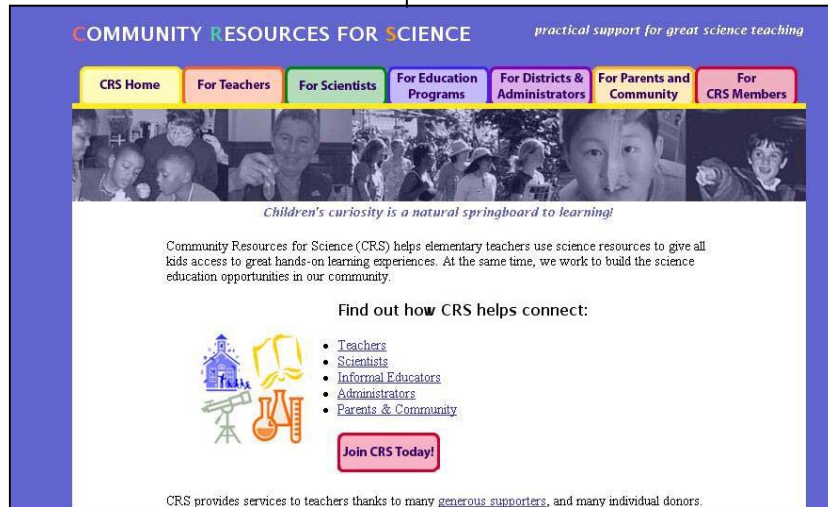 COMMUNITY RESOURCES FOR SCIENCE
practical support for great science teaching
CRS Home
For Teachers
For Scientists
For Education
Programs
For Districts &
Administrators
For Parents and
Community
For
CRS Members
Children's curiosity is a natural springboard to learning!
Community Resources for Science (CRS) helps elementary teachers use science resources to give all
kids access to great hands-on learning experiences. At the same time, we work to build the science
education opportunities in our community.
Find out how CRS helps connect:
• Teachers
• Scientists
• Informal Educators
• Administrators
• Parents & Community
Join CRS Today!
CRS provides services to teachers thanks to many generous supporters, and many individual donors.